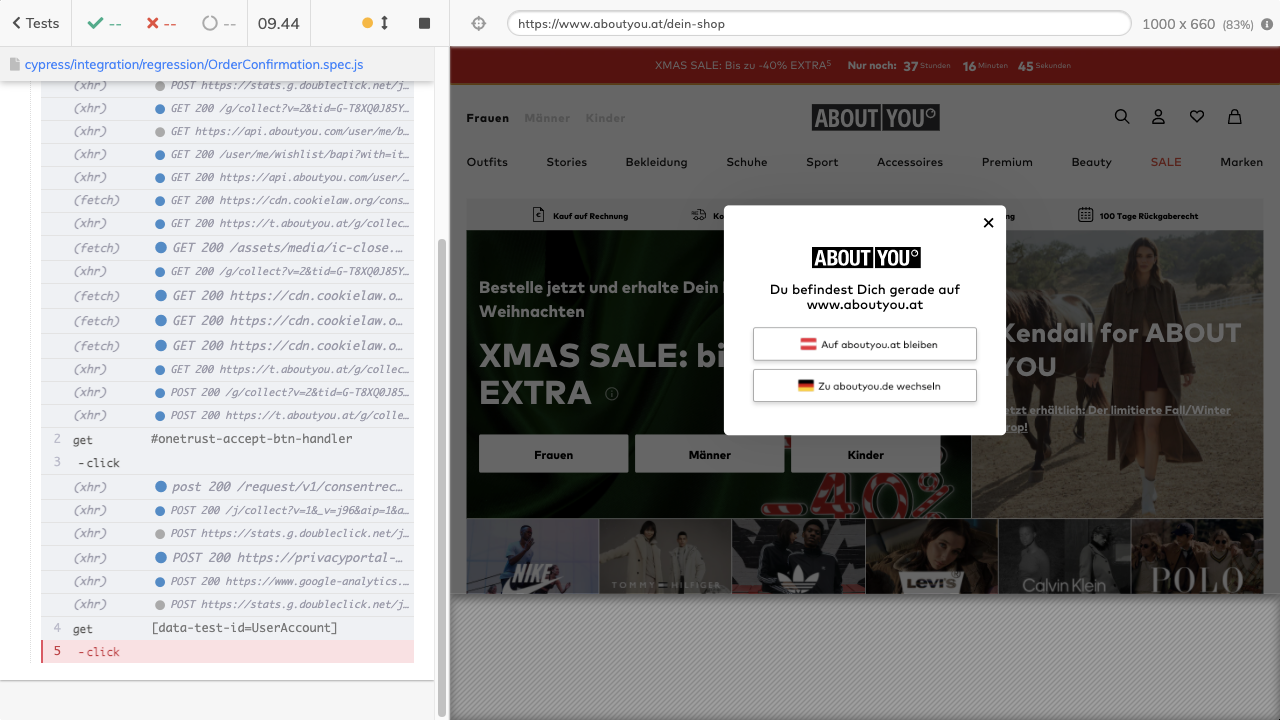 Tests -- -- -- 09.44
https://www.aboutyou.at/dein-shop 1000 x 660 (83%)
cypress/integration/regression/OrderConfirmation.spec.js
(xhr) POST https://stats.g.doubleclick.net/j…
(xhr) GET 200 /g/collect?v=2&tid=G-T8XQ0J85Y…
(xhr) GET https://api.aboutyou.com/user/me/b…
(xhr) GET 200 /user/me/wishlist/bapi?with=it…
(xhr) GET 200 https://api.aboutyou.com/user/…
(fetch) GET 200 https://cdn.cookielaw.org/cons…
(xhr) GET 200 https://t.aboutyou.at/g/collec…
(fetch) GET 200 /assets/media/ic-close.…
(xhr) GET 200 /g/collect?v=2&tid=G-T8XQ0J85Y…
(fetch) GET 200 https://cdn.cookielaw.o…
(fetch) GET 200 https://cdn.cookielaw.o…
(fetch) GET 200 https://cdn.cookielaw.o…
(xhr) GET 200 https://t.aboutyou.at/g/collec…
(xhr) POST 200 /g/collect?v=2&tid=G-T8XQ0J85…
(xhr) POST 200 https://t.aboutyou.at/g/colle…
2 get #onetrust-accept-btn-handler
3 -click
(xhr) post 200 /request/v1/consentrec…
(xhr) POST 200 /j/collect?v=1&_v=j96&aip=1&a…
(xhr) POST https://stats.g.doubleclick.net/j…
(xhr) POST 200 https://privacyportal-…
(xhr) POST 200 https://www.google-analytics.…
(xhr) POST https://stats.g.doubleclick.net/j…
4 get [data-test-id=UserAccount]
5 -click
XMAS SALE: Bis zu -40% EXTRA⁵ Nur noch: 37 Stunden 16 Minuten 45 Sekunden
Frauen Männer Kinder ABOUT YOU°
Outfits Stories Bekleidung Schuhe Sport Accessoires Premium Beauty SALE Marken
Kauf auf Rechnung Ko ng 100 Tage Rückgaberecht
Bestelle jetzt und erhalte Dein
Weihnachten
XMAS SALE: bi
EXTRA
Frauen Männer Kinder
-40%
Kendall for ABOUT
YOU
etzt erhältlich: Der limitierte Fall/Winter
rop!
ABOUT YOU°
Du befindest Dich gerade auf
www.aboutyou.at
Auf aboutyou.at bleiben
Zu aboutyou.de wechseln
NIKE TOMMY HILFIGER adidas Levi's Calvin Klein POLO